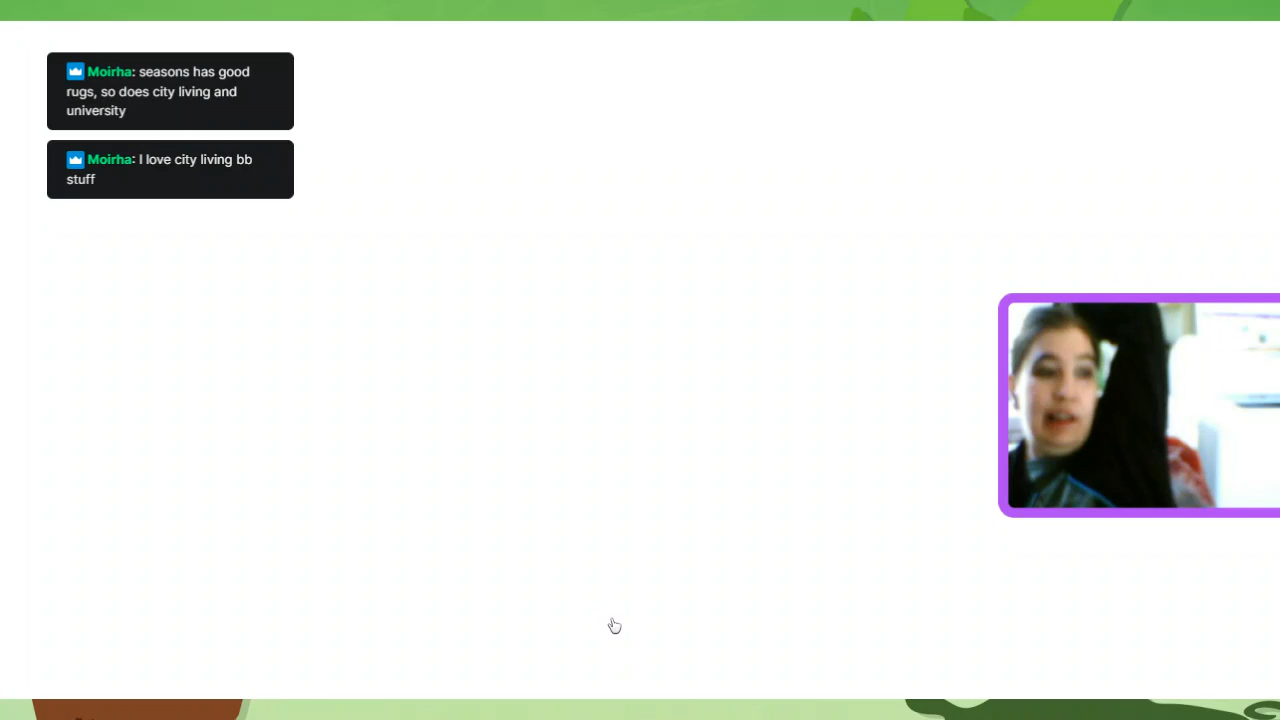 Moirha: seasons has good
rugs, so does city living and
university
Moirha: I love city living bb
stuff